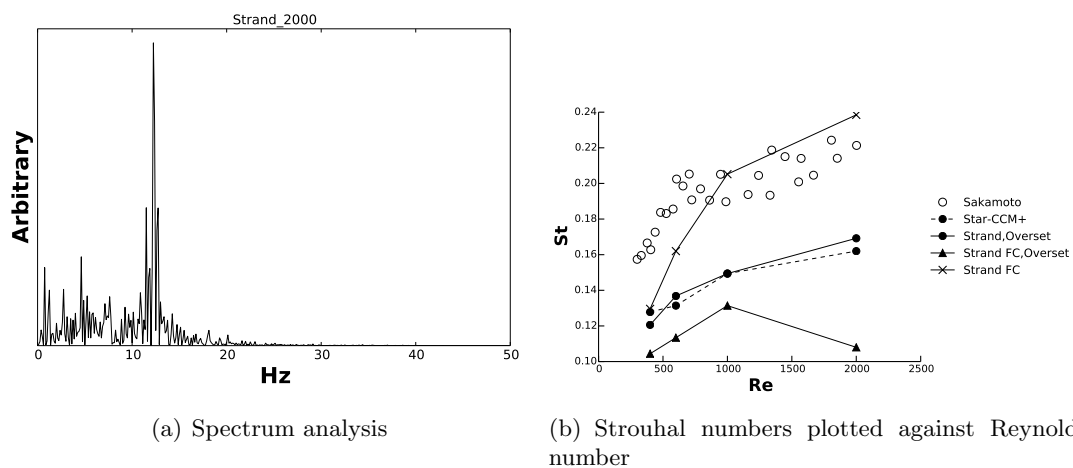 Strand_2000
Arbitrary
0 10 20 30 40 50
Hz
(a) Spectrum analysis
0.24
0.22
0.20
0.18
0.16
0.14
0.12
0.10
St
0 500 1000 1500 2000 2500
Re
Sakamoto
Star-CCM+
Strand,Overset
Strand FC,Overset
Strand FC
(b) Strouhal numbers plotted against Reynold
number